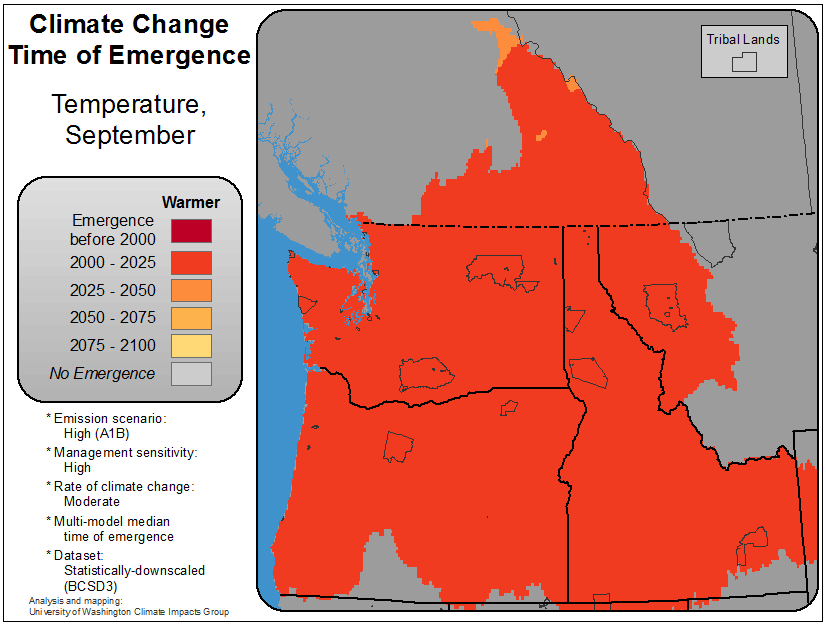 Climate Change
Time of Emergence
Temperature,
September
Warmer
Emergence
before 2000
2000 - 2025
2025 - 2050
2050 - 2075
2075 - 2100
No Emergence
* Emission scenario:
High (A1B)
* Management sensitivity:
High
* Rate of climate change:
Moderate
* Multi-model median
time of emergence
* Dataset:
Statistically-downscaled
(BCSD3)
Analysis and mapping:
University of Washington Climate Impacts Group
Tribal Lands